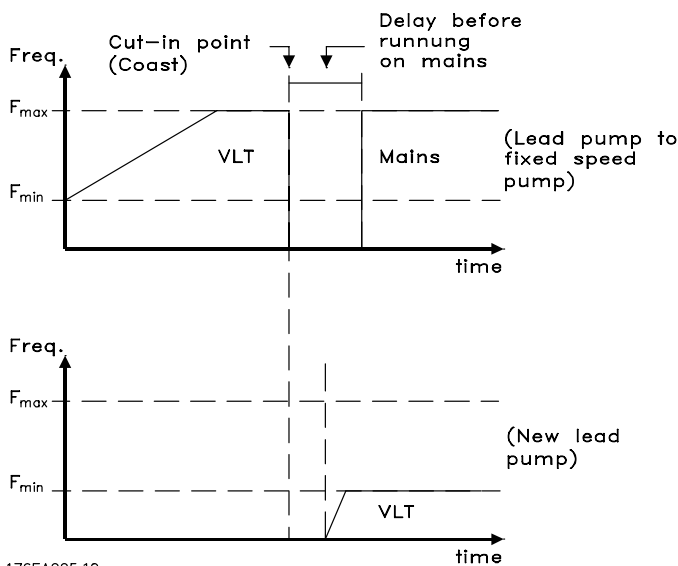 Cut-in point
(Coast)
Delay before
runnung
on mains
Freq.
Fmax
VLT
Mains
(Lead pump to
fixed speed
pump)
Fmin
time
Freq.
Fmax
(New lead
pump)
Fmin
VLT
time